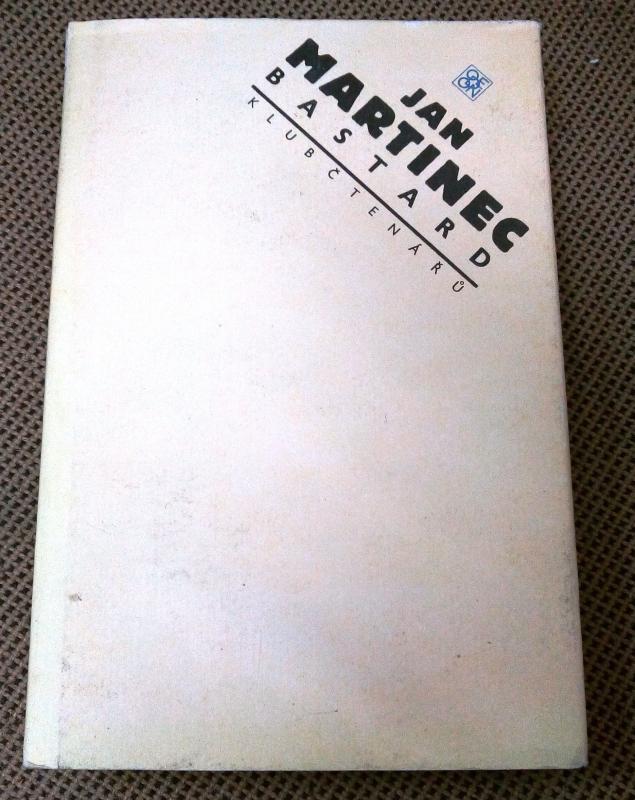 JAN
MARTINEC
BASTARD
KLUB ČTENÁŘŮ
ODEON